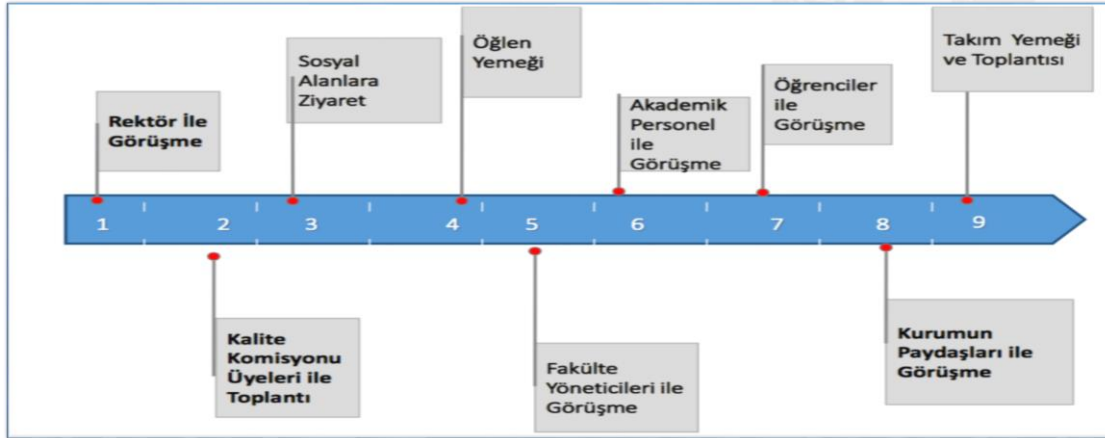 Rektör İle
Görüşme
Sosyal
Alanlara
Ziyaret
Öğlen
Yemeği
Akademik
Personel
ile
Görüşme
Öğrenciler
ile
Görüşme
Takım Yemeği
ve Toplantısı
1 2 3 4 5 6 7 8 9
Kalite
Komisyonu
Üyeleri ile
Toplantı
Fakülte
Yöneticileri ile
Görüşme
Kurumun
Paydaşları ile
Görüşme